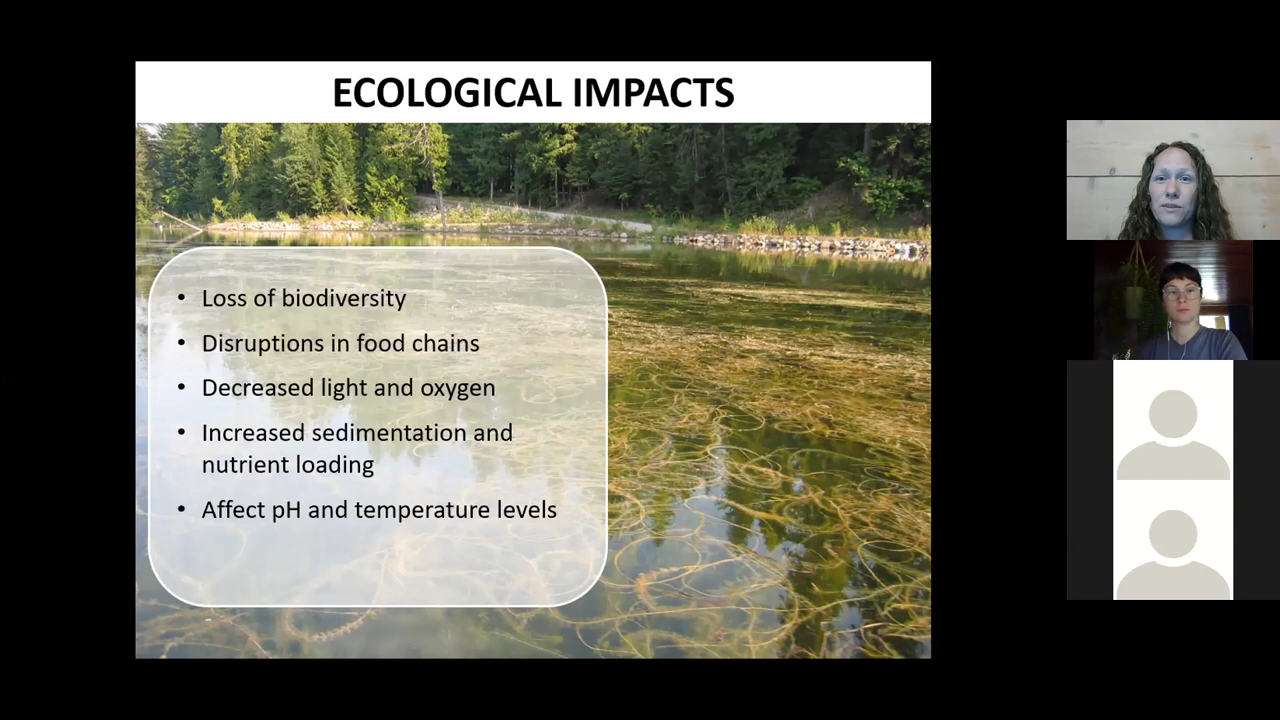 ECOLOGICAL IMPACTS
• Loss of biodiversity
• Disruptions in food chains
• Decreased light and oxygen
• Increased sedimentation and
nutrient loading
• Affect pH and temperature levels